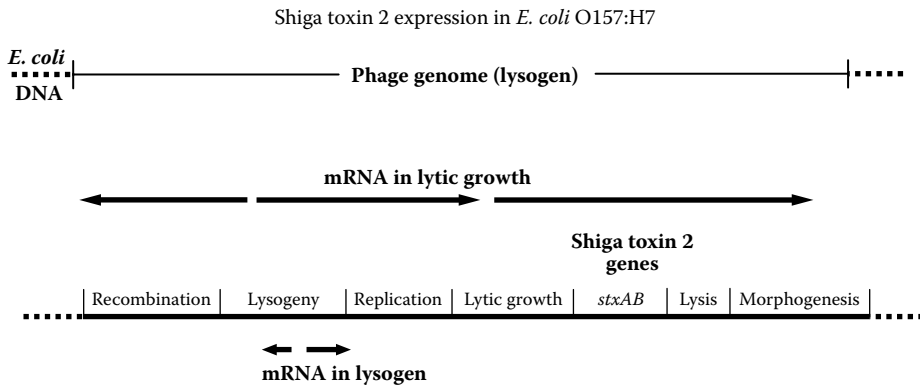 Shiga toxin 2 expression in E. coli O157:H7
E. coli
DNA
Phage genome (lysogen)
mRNA in lytic growth
Shiga toxin 2
genes
Recombination Lysogeny Replication Lytic growth stxAB Lysis Morphogenesis
mRNA in lysogen